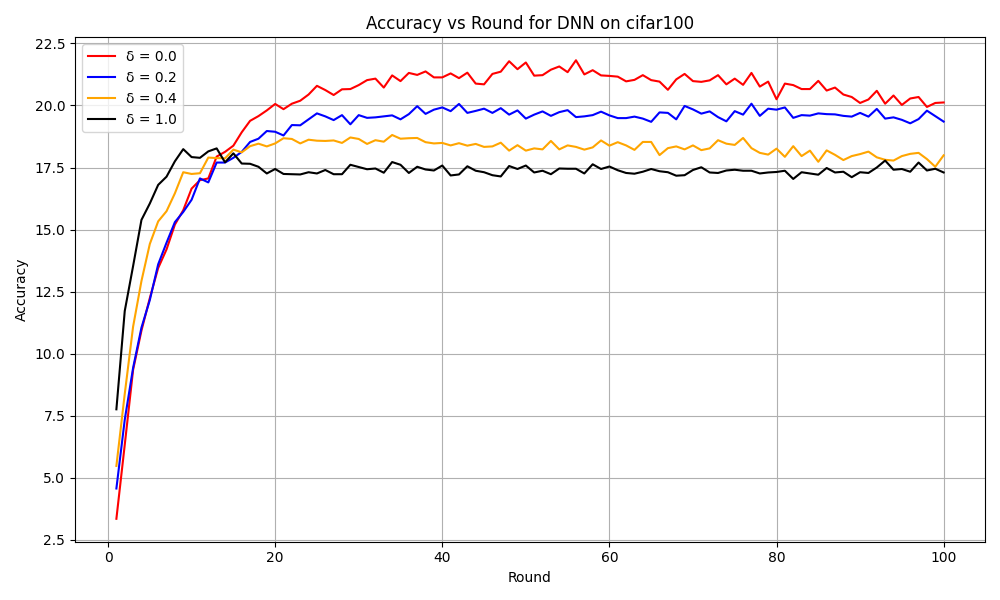 Accuracy vs Round for DNN on cifar100
22.5
20.0
17.5
15.0
12.5
10.0
7.5
5.0
2.5
Accuracy
δ = 0.0
δ = 0.2
δ = 0.4
δ = 1.0
0 20 40 60 80 100
Round